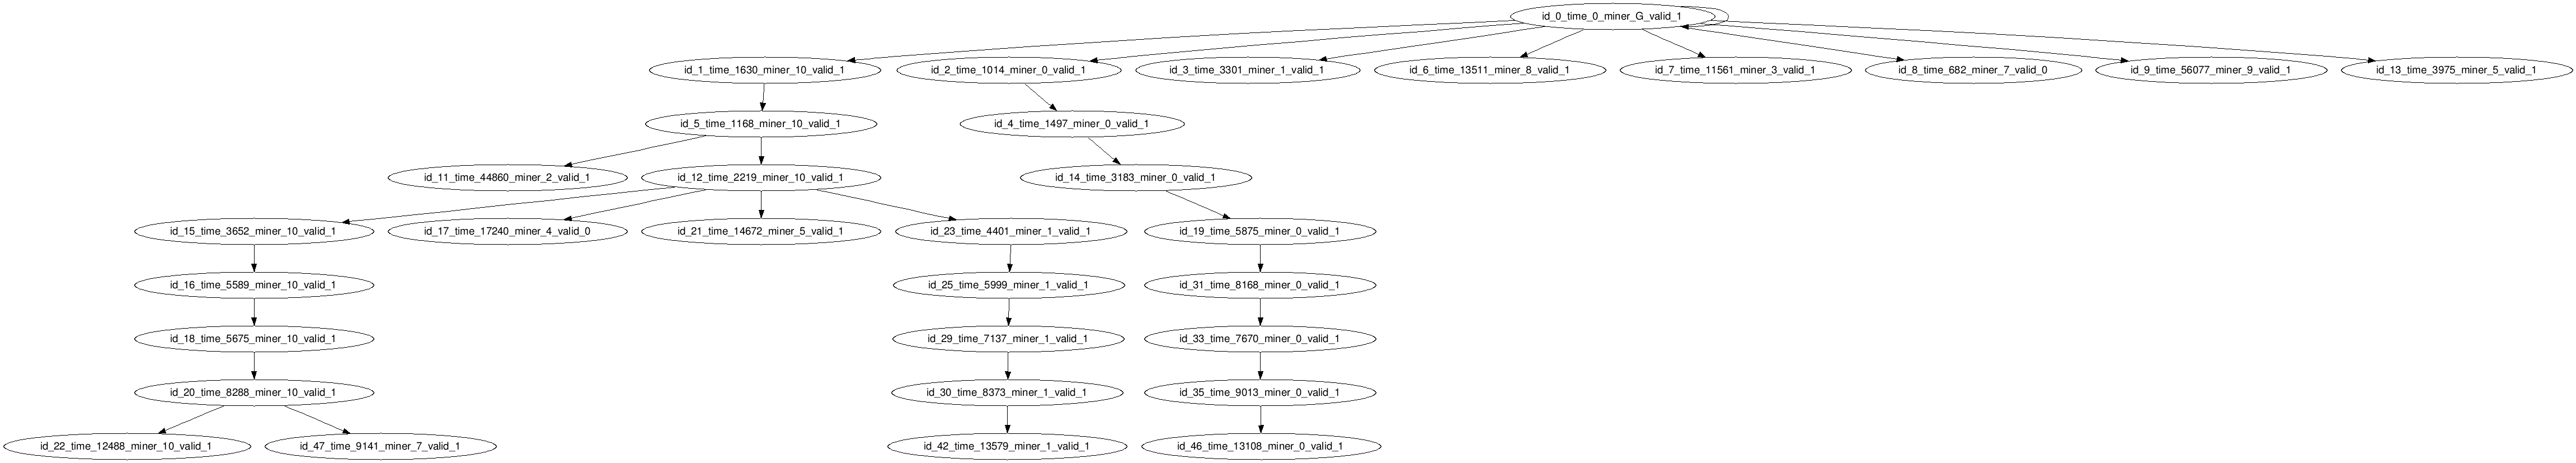 id_0_time_0_miner_G_valid_1
id_1_time_1630_miner_10_valid_1
id_2_time_1014_miner_0_valid_1
id_3_time_3301_miner_1_valid_1
id_6_time_13511_miner_8_valid_1
id_7_time_11561_miner_3_valid_1
id_8_time_682_miner_7_valid_0
id_9_time_56077_miner_9_valid_1
id_13_time_3975_miner_5_valid_1
id_5_time_1168_miner_10_valid_1
id_4_time_1497_miner_0_valid_1
id_11_time_44860_miner_2_valid_1
id_12_time_2219_miner_10_valid_1
id_14_time_3183_miner_0_valid_1
id_15_time_3652_miner_10_valid_1
id_17_time_17240_miner_4_valid_0
id_21_time_14672_miner_5_valid_1
id_23_time_4401_miner_1_valid_1
id_19_time_5875_miner_0_valid_1
id_16_time_5589_miner_10_valid_1
id_25_time_5999_miner_1_valid_1
id_31_time_8168_miner_0_valid_1
id_18_time_5675_miner_10_valid_1
id_29_time_7137_miner_1_valid_1
id_33_time_7670_miner_0_valid_1
id_20_time_8288_miner_10_valid_1
id_30_time_8373_miner_1_valid_1
id_35_time_9013_miner_0_valid_1
id_22_time_12488_miner_10_valid_1
id_47_time_9141_miner_7_valid_1
id_42_time_13579_miner_1_valid_1
id_46_time_13108_miner_0_valid_1